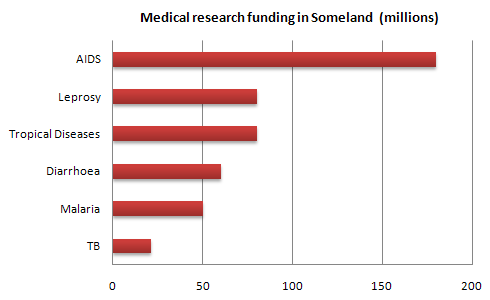 Medical research funding in Someland (millions)
AIDS
Leprosy
Tropical Diseases
Diarrhoea
Malaria
TB
0 50 100 150 200